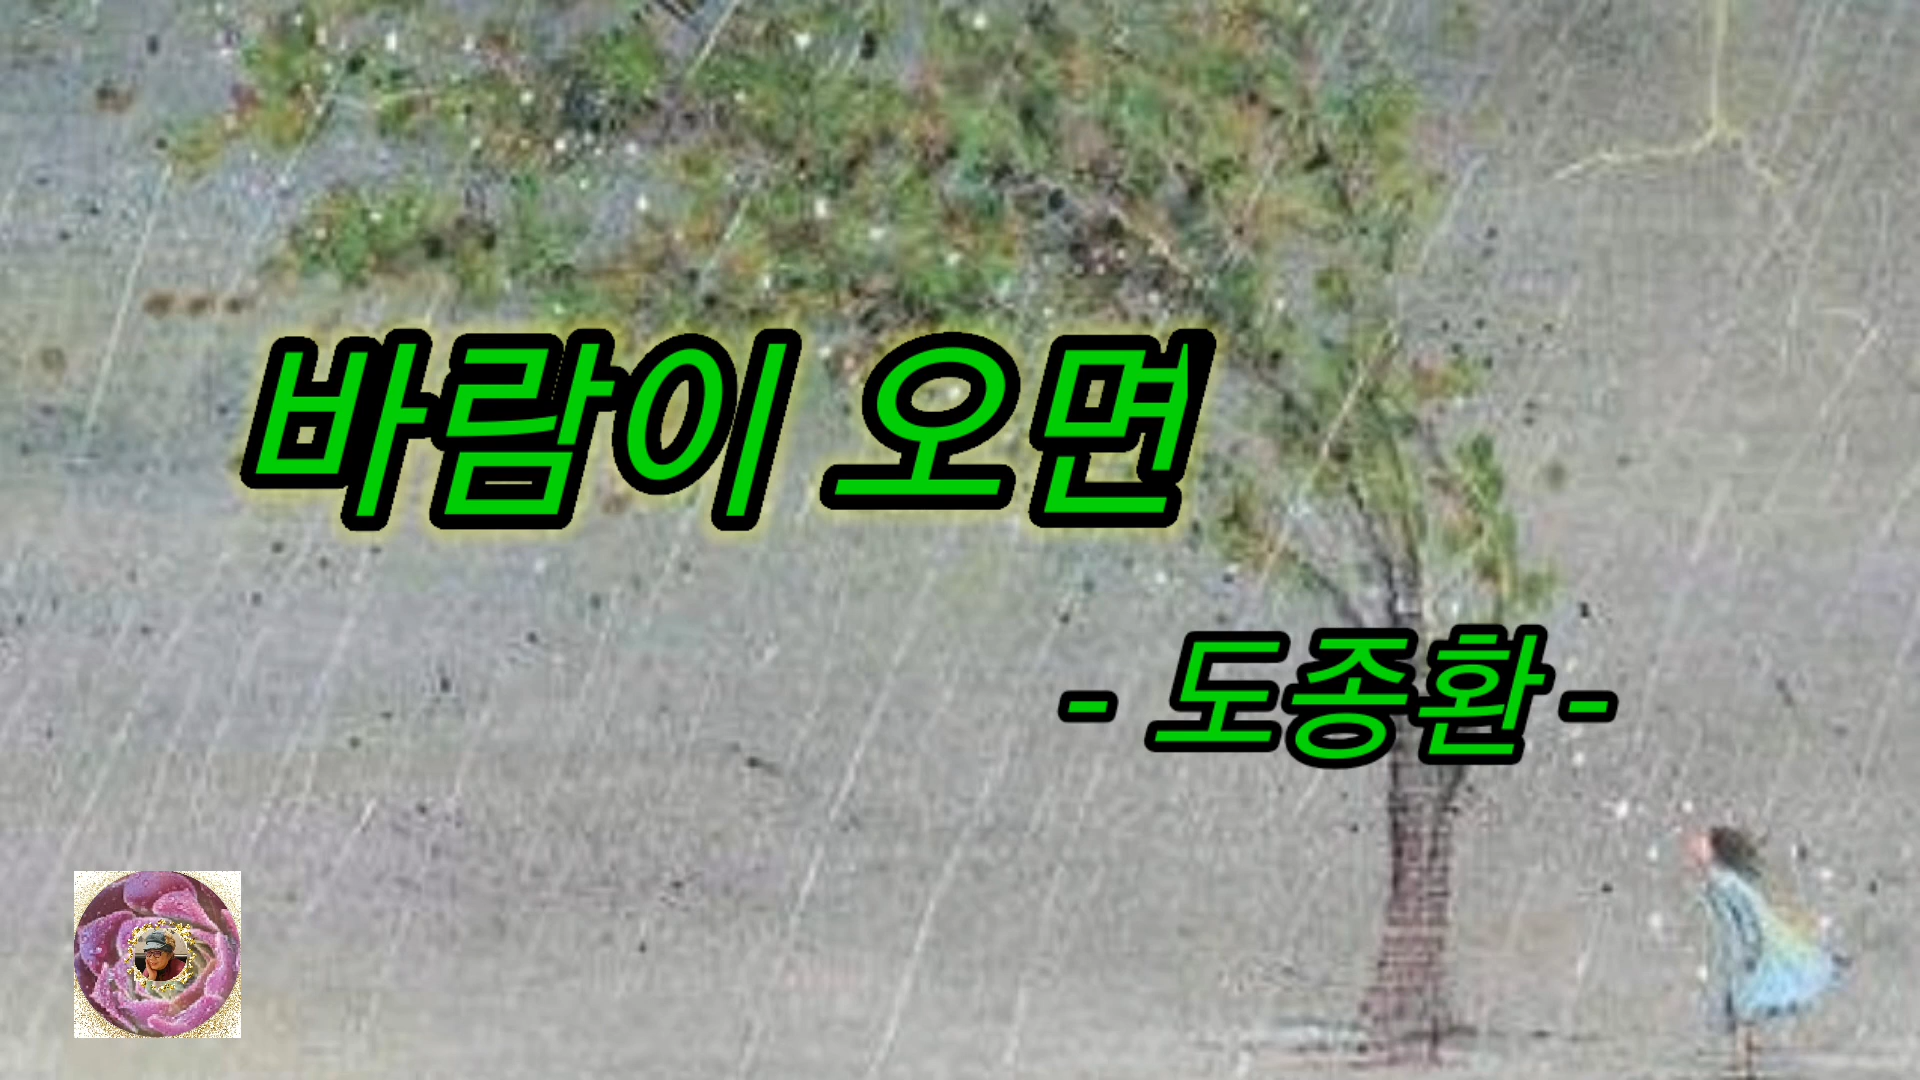 바람이 오면
- 도종환 -